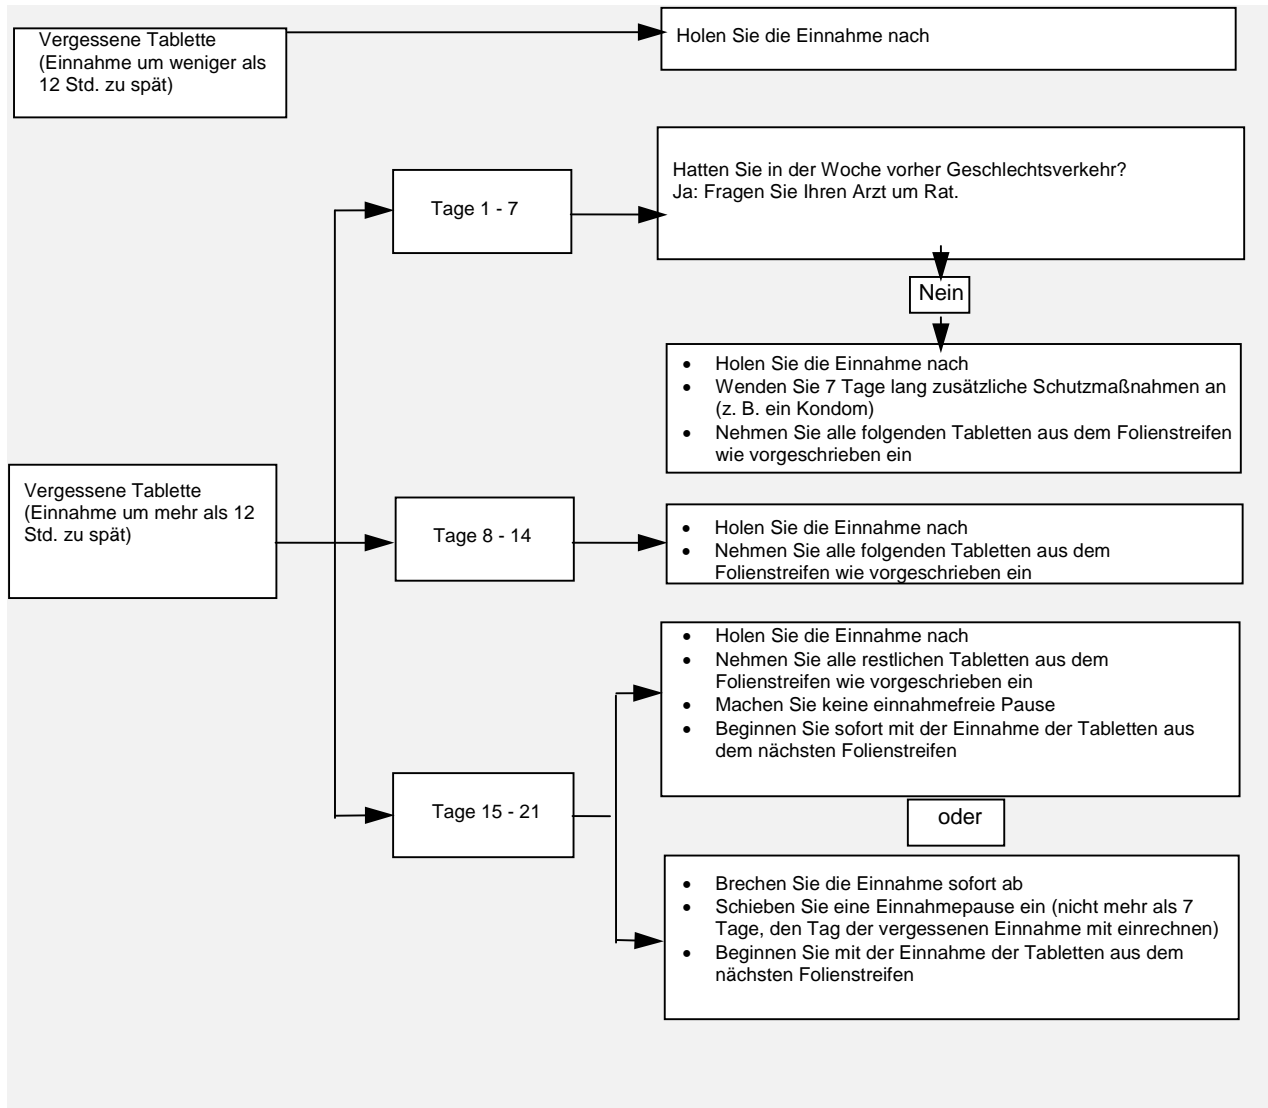 Vergessene Tablette
(Einnahme um weniger als
12 Std. zu spät)
Holen Sie die Einnahme nach
Hatten Sie in der Woche vorher Geschlechtsverkehr?
Ja: Fragen Sie Ihren Arzt um Rat.
Tage 1 - 7
Nein
• Holen Sie die Einnahme nach
• Wenden Sie 7 Tage lang zusätzliche Schutzmaßnahmen an
(z. B. ein Kondom)
• Nehmen Sie alle folgenden Tabletten aus dem Folienstreifen
wie vorgeschrieben ein
Vergessene Tablette
(Einnahme um mehr als 12
Std. zu spät)
Tage 8 - 14
• Holen Sie die Einnahme nach
• Nehmen Sie alle folgenden Tabletten aus dem
Folienstreifen wie vorgeschrieben ein
• Holen Sie die Einnahme nach
• Nehmen Sie alle restlichen Tabletten aus dem
Folienstreifen wie vorgeschrieben ein
• Machen Sie keine einnahmefreie Pause
• Beginnen Sie sofort mit der Einnahme der Tabletten aus
dem nächsten Folienstreifen
Tage 15 - 21
oder
• Brechen Sie die Einnahme sofort ab
• Schieben Sie eine Einnahmepause ein (nicht mehr als 7
Tage, den Tag der vergessenen Einnahme mit einrechnen)
• Beginnen Sie mit der Einnahme der Tabletten aus dem
nächsten Folienstreifen